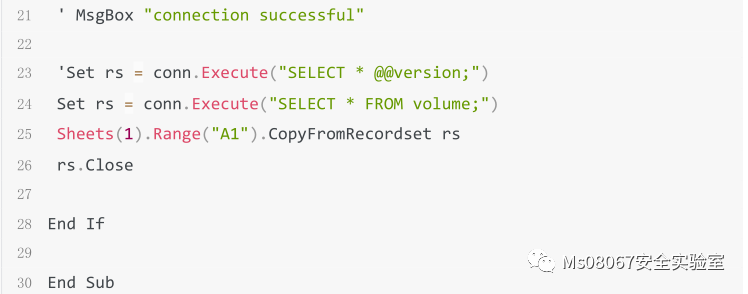 21 ' MsgBox "connection successful"
22
23 'Set rs = conn.Execute("SELECT * @@version;")
24 Set rs = conn.Execute("SELECT * FROM volume;")
25 Sheets(1).Range("A1").CopyFromRecordset rs
26 rs.Close
27
28 End If
29
30 End Sub
Ms08067安全实验室